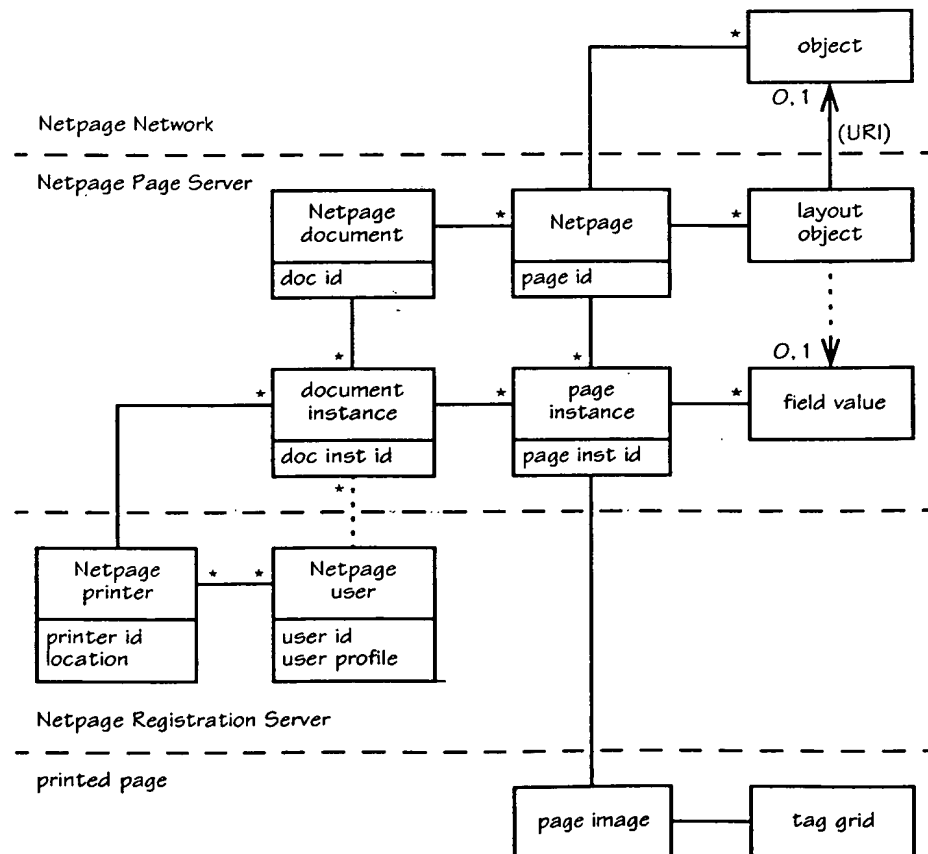 *
object
0, 1
(URI)
Netpage Network
Netpage Page Server
Netpage
document
doc id
*
Netpage
page id
*
layout
object
*
*
0, 1
*
document
instance
doc inst id
*
page
instance
page inst id
*
field value
*
Netpage
printer
printer id
location
*
*
Netpage
user
user id
user profile
Netpage Registration Server
printed page
page image
tag grid